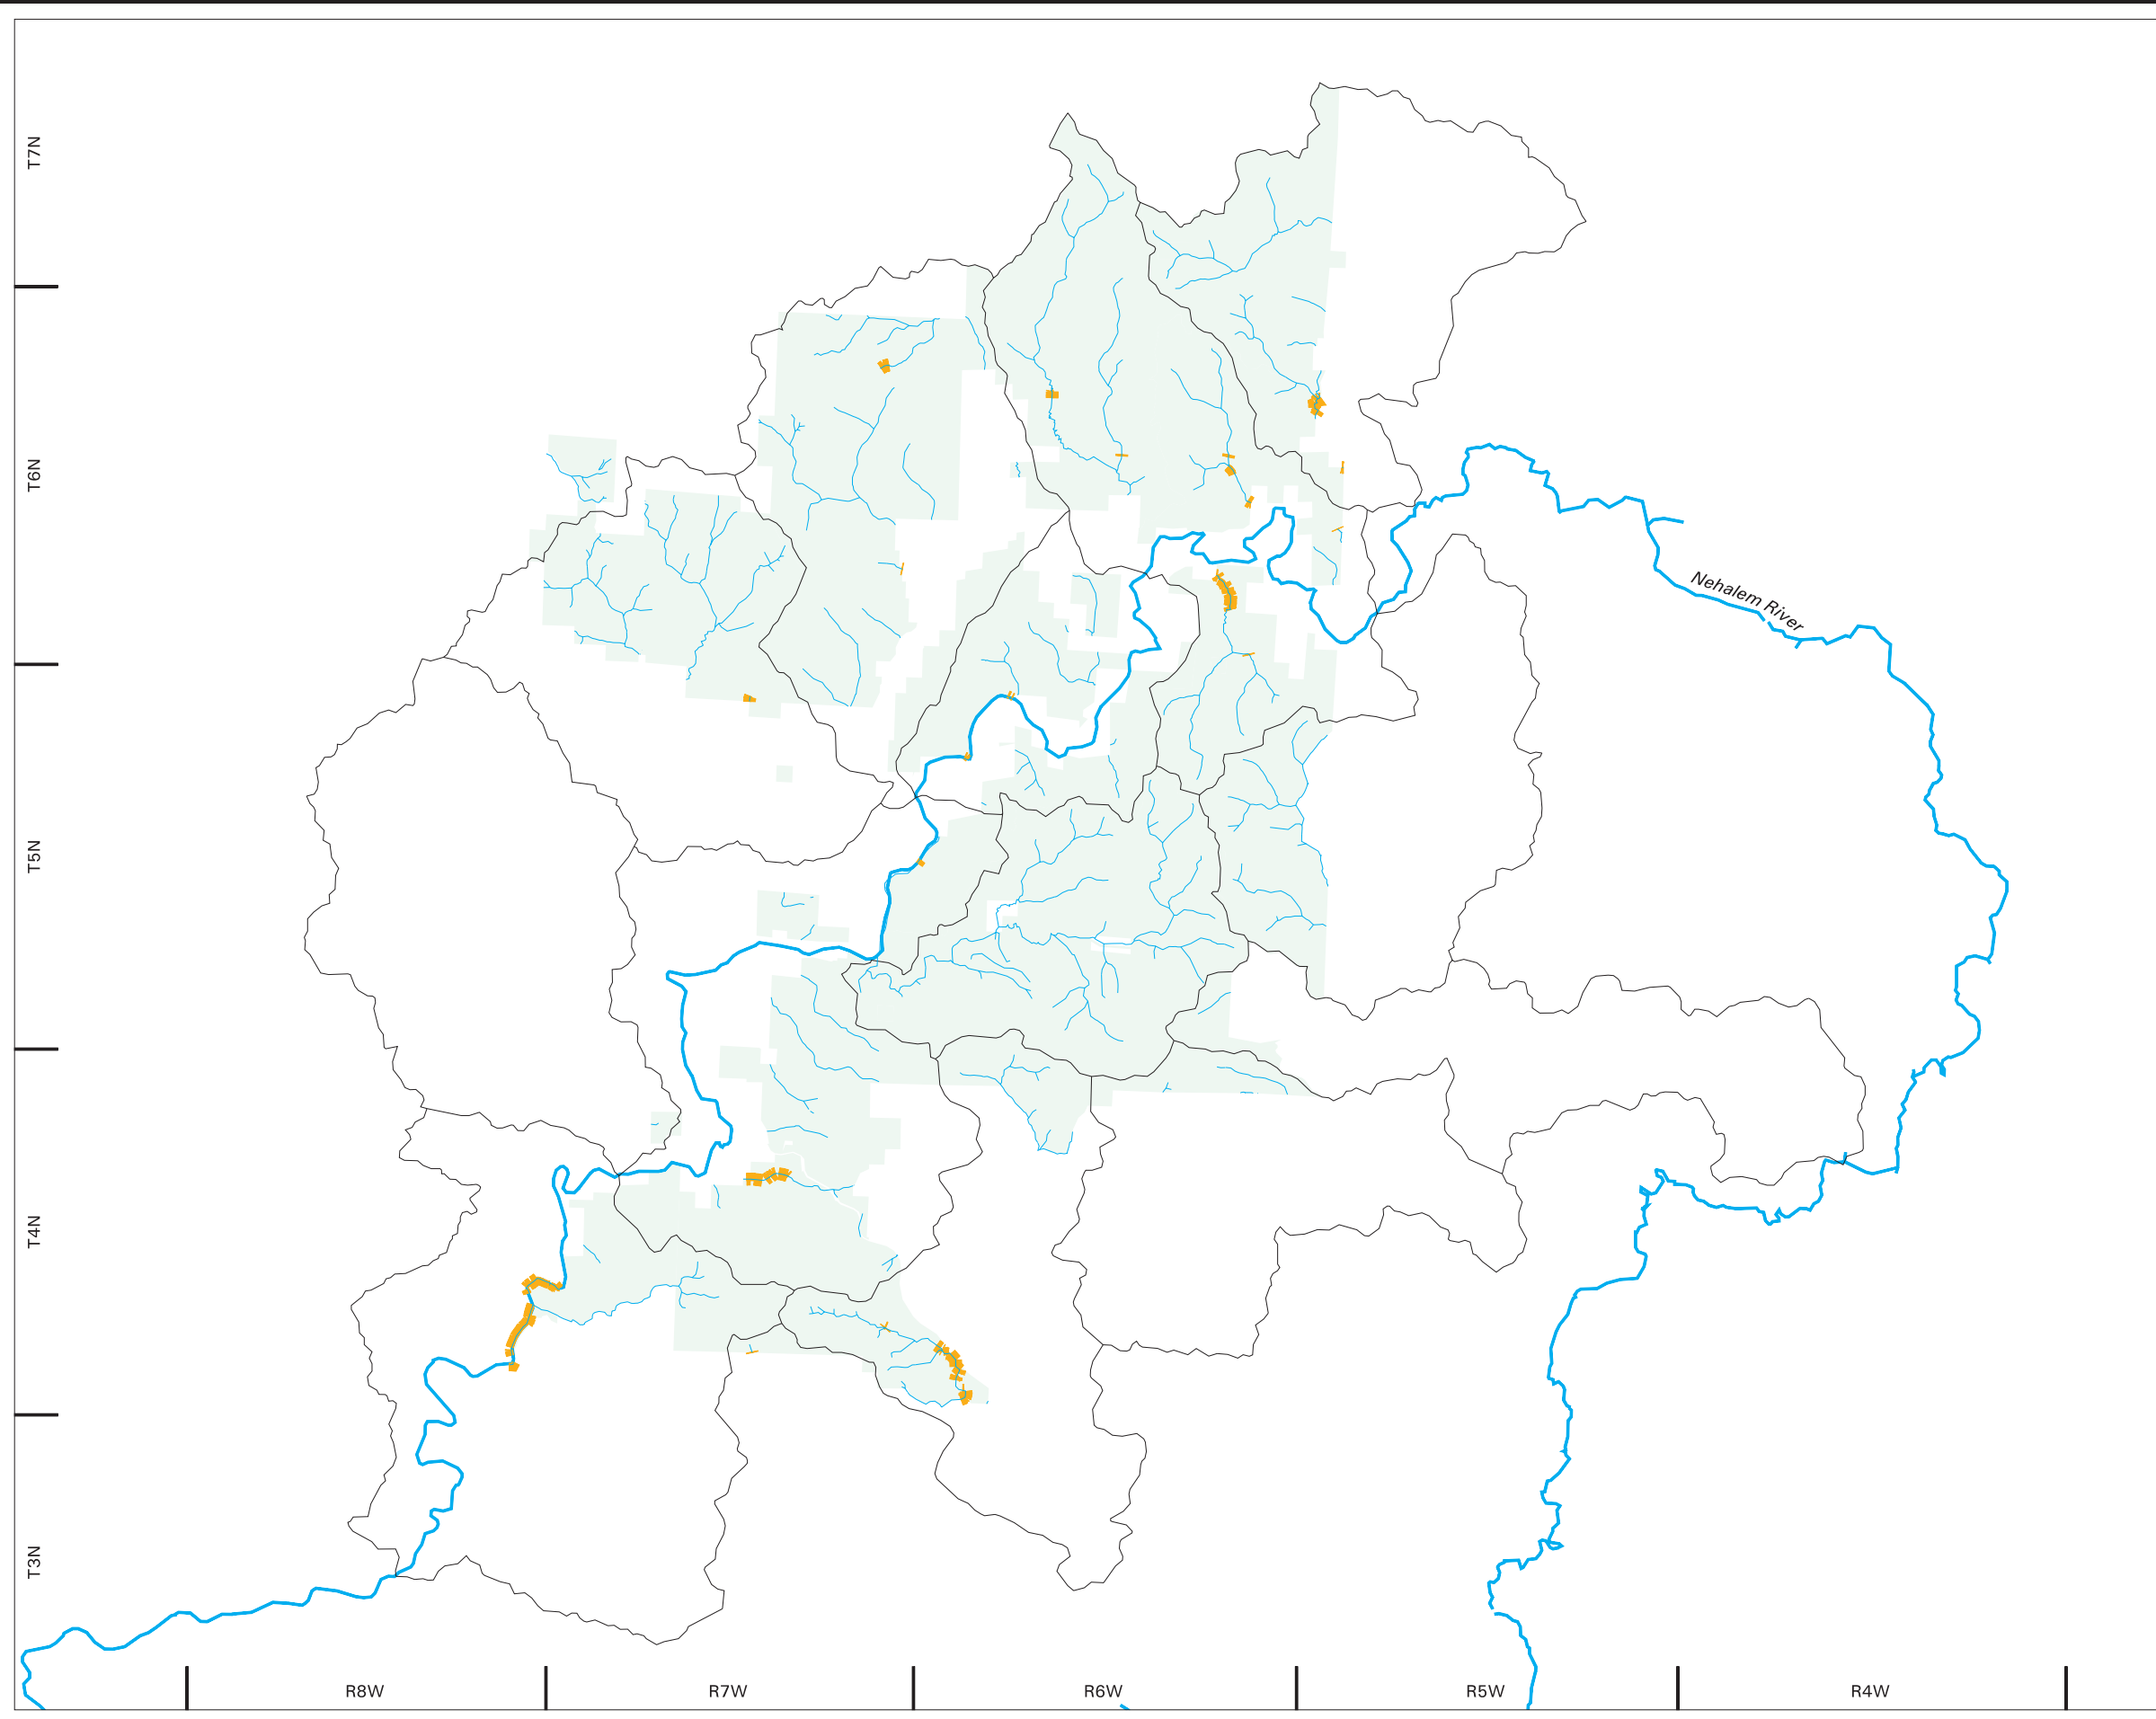 T7N
T6N
Nehalem River
T5N
T4N
T3N
R8W
R7W
R6W
R5W
R4W